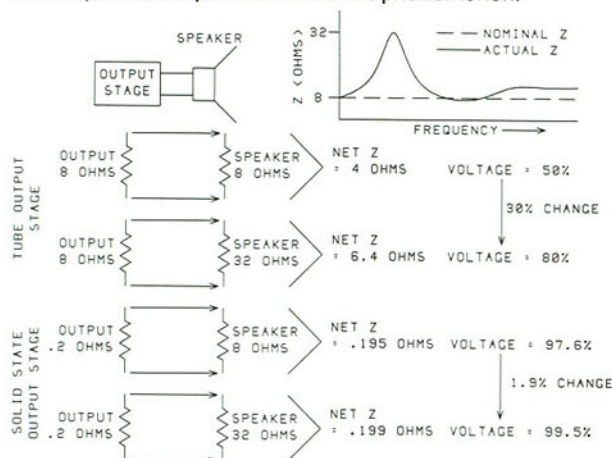 SPEAKER
OUTPUT
STAGE
Z <OHMS>
32
8
NOMINAL Z
ACTUAL Z
FREQUENCY
TUBE OUTPUT
STAGE
OUTPUT
8 OHMS
SPEAKER
8 OHMS
NET Z
= 4 OHMS
VOLTAGE = 50%
30% CHANGE
OUTPUT
8 OHMS
SPEAKER
32 OHMS
NET Z
= 6.4 OHMS
VOLTAGE = 80%
SOLID STATE
OUTPUT STAGE
OUTPUT
.2 OHMS
SPEAKER
8 OHMS
NET Z
= .195 OHMS
VOLTAGE = 97.6%
1.9% CHANGE
OUTPUT
.2 OHMS
SPEAKER
32 OHMS
NET Z
= .199 OHMS
VOLTAGE = 99.5%